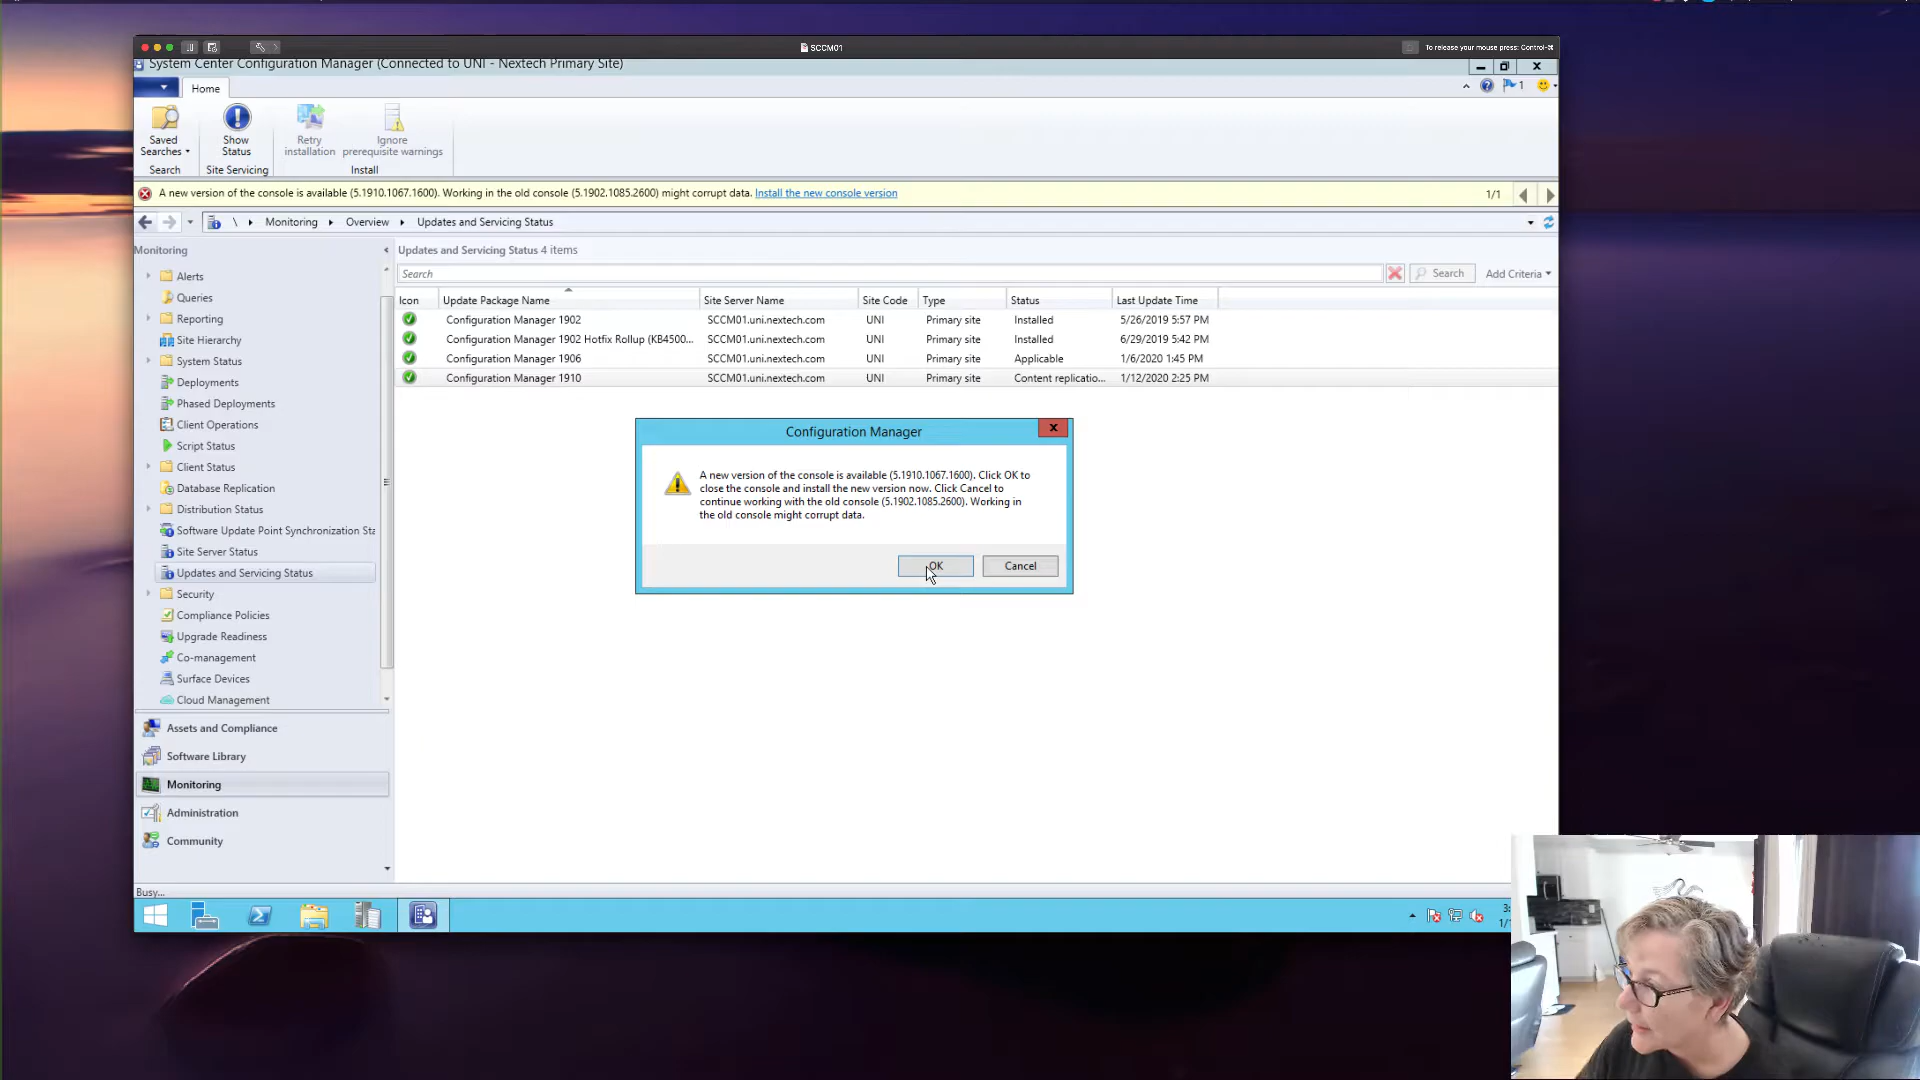 SCCM01
To release your mouse press: Control-⌘
System Center Configuration Manager (Connected to UNI - Nextech Primary Site)
Home
1
Saved Searches
Show Status
Retry installation
Ignore prerequisite warnings
Search
Site Servicing
Install
A new version of the console is available (5.1910.1067.1600). Working in the old console (5.1902.1085.2600) might corrupt data. Install the new console version
1/1
\ Monitoring Overview Updates and Servicing Status
Monitoring
Updates and Servicing Status 4 items
Search
Search
Add Criteria
Icon Update Package Name Site Server Name Site Code Type Status Last Update Time
Configuration Manager 1902 SCCM01.uni.nextech.com UNI Primary site Installed 5/26/2019 5:57 PM
Configuration Manager 1902 Hotfix Rollup (KB4500... SCCM01.uni.nextech.com UNI Primary site Installed 6/29/2019 5:42 PM
Configuration Manager 1906 SCCM01.uni.nextech.com UNI Primary site Applicable 1/6/2020 1:45 PM
Configuration Manager 1910 SCCM01.uni.nextech.com UNI Primary site Content replicatio... 1/12/2020 2:25 PM
Alerts
Queries
Reporting
Site Hierarchy
System Status
Deployments
Phased Deployments
Client Operations
Script Status
Client Status
Database Replication
Distribution Status
Software Update Point Synchronization Sta
Site Server Status
Updates and Servicing Status
Security
Compliance Policies
Upgrade Readiness
Co-management
Surface Devices
Cloud Management
Assets and Compliance
Software Library
Monitoring
Administration
Community
Configuration Manager
A new version of the console is available (5.1910.1067.1600). Click OK to
close the console and install the new version now. Click Cancel to
continue working with the old console (5.1902.1085.2600). Working in
the old console might corrupt data.
OK
Cancel
Busy...